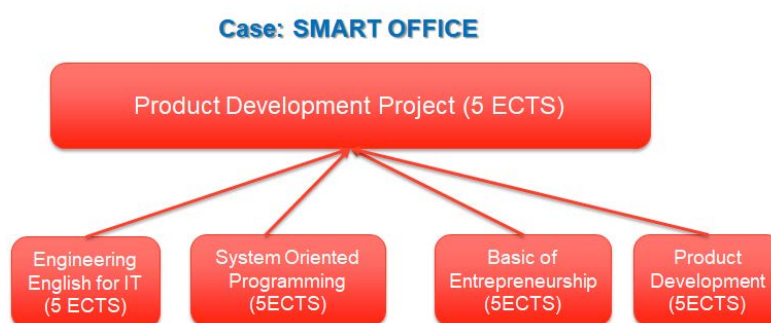 Case: SMART OFFICE
Product Development Project (5 ECTS)
Engineering
English for IT
(5 ECTS)
System Oriented
Programming
(5ECTS)
Basic of
Entrepreneurship
(5ECTS)
Product
Development
(5ECTS)